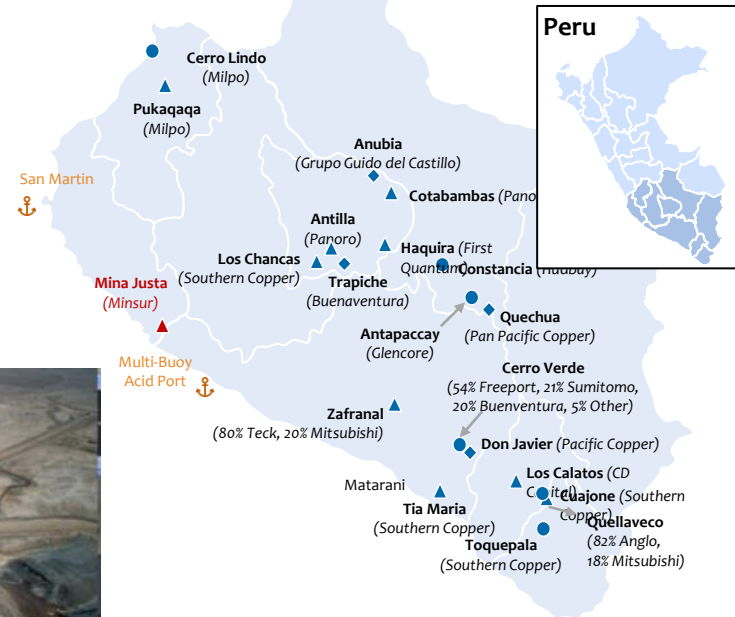 Peru
Cerro Lindo
(Milpo)
Pukaqaqa
(Milpo)
San Martin
Anubia
(Grupo Guido del Castillo)
Cotabambas (Pano
Antilla
(Panoro)
Haquira (First
Quantum)
Constancia (Hudbay)
Los Chancas
(Southern Copper)
Trapiche
(Buenaventura)
Mina Justa
(Minsur)
Quechua
(Pan Pacific Copper)
Antapaccay
(Glencore)
Multi-Buoy
Acid Port
Cerro Verde
(54% Freeport, 21% Sumitomo,
20% Buenventura, 5% Other)
Zafranal
(80% Teck, 20% Mitsubishi)
Don Javier (Pacific Copper)
Los Calatos (CD
Capital)
Cuajone (Southern
Copper)
Matarani
Tia Maria
(Southern Copper)
Quellaveco
(82% Anglo,
18% Mitsubishi)
Toquepala
(Southern Copper)